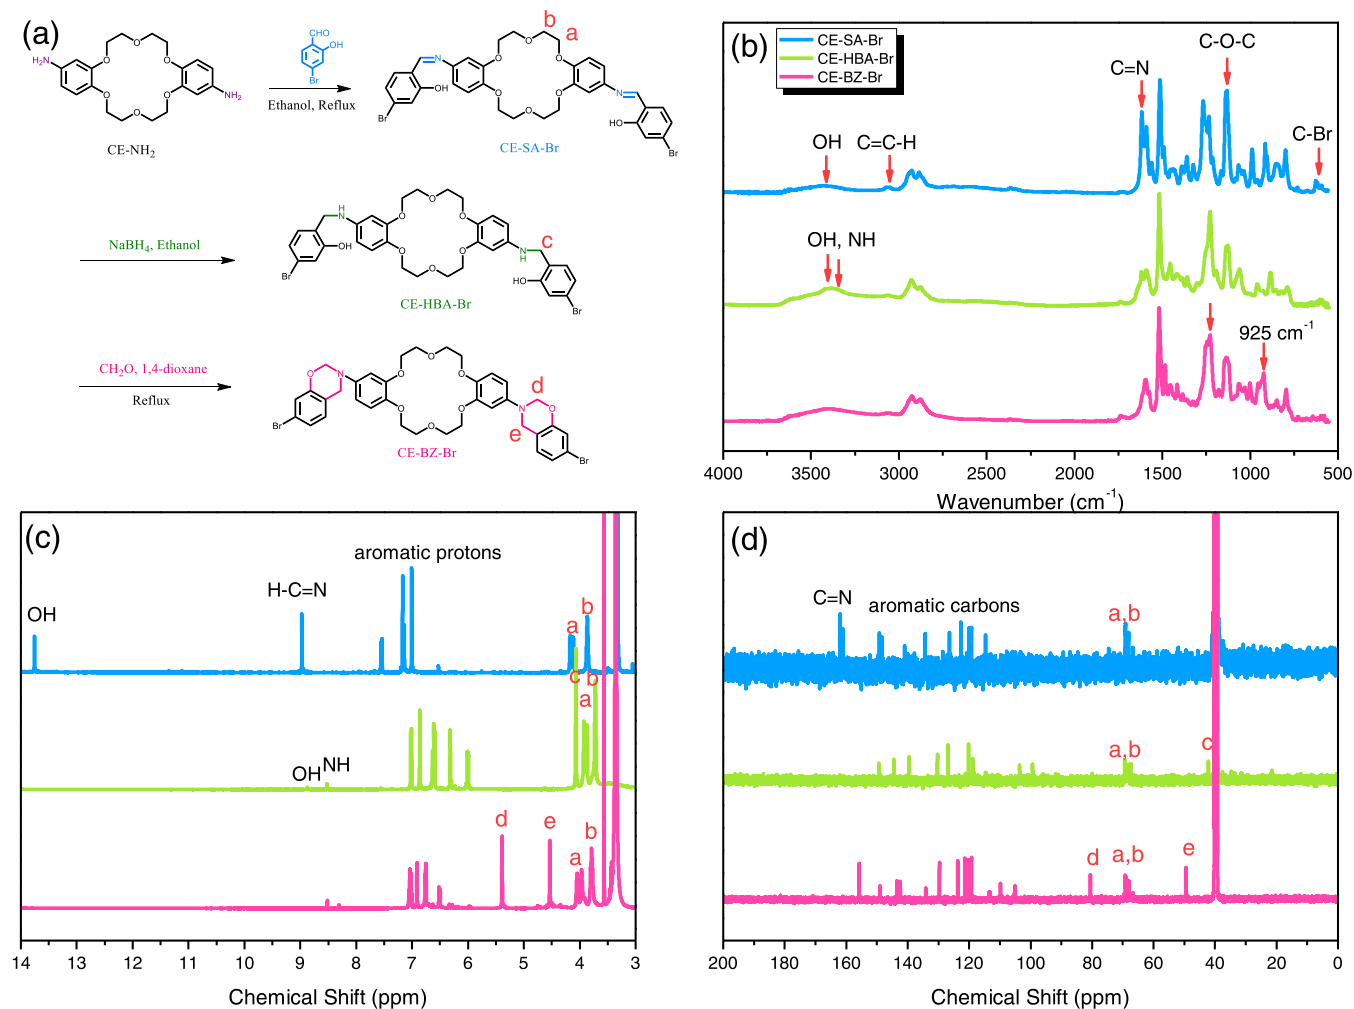 (a)
H₂N
O
O
O
O
O
O
NH₂
CE-NH₂
CHO
OH
Br
Ethanol, Reflux
b
a
O
O
O
O
O
O
N
OH
Br
N
HO
Br
CE-SA-Br
NaBH₄, Ethanol
H
N
OH
Br
O
O
O
O
O
O
N
H
c
HO
Br
CE-HBA-Br
CH₂O, 1,4-dioxane
Reflux
O
N
Br
O
O
O
O
O
O
N
d
O
e
Br
CE-BZ-Br
(b)
CE-SA-Br
CE-HBA-Br
CE-BZ-Br
C=N
C-O-C
OH
C=C-H
C-Br
OH, NH
925 cm⁻¹
4000 3500 3000 2500 2000 1500 1000 500
Wavenumber (cm⁻¹)
(c)
aromatic protons
H-C=N
OH
b
a
c b
a
OH
NH
d
e
b
a
14 13 12 11 10 9 8 7 6 5 4 3
Chemical Shift (ppm)
(d)
C=N
aromatic carbons
a,b
a,b
c
d
a,b
e
200 180 160 140 120 100 80 60 40 20 0
Chemical Shift (ppm)